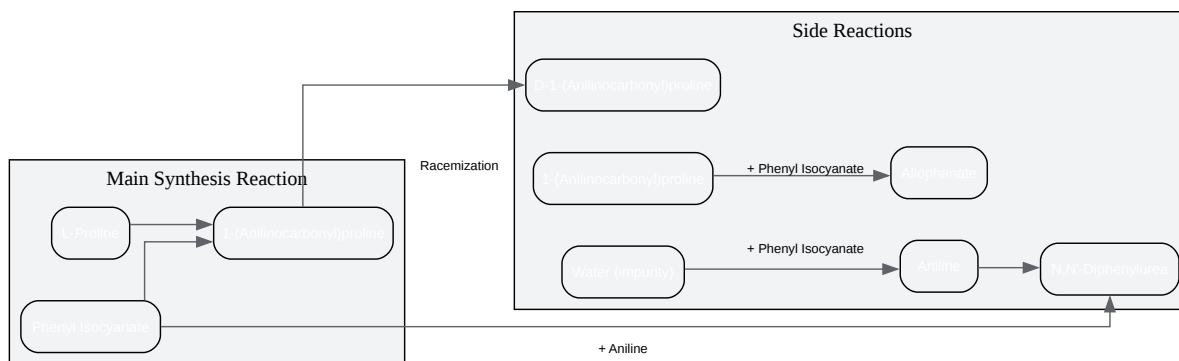 Side Reactions
D-1-(Anilinocarbonyl)proline
Racemization
1-(Anilinocarbonyl)proline
+ Phenyl Isocyanate
Allophanate
Main Synthesis Reaction
L-Proline
1-(Anilinocarbonyl)proline
Water (impurity)
+ Phenyl Isocyanate
Aniline
N,N'-Diphenylurea
Phenyl Isocyanate
+ Aniline